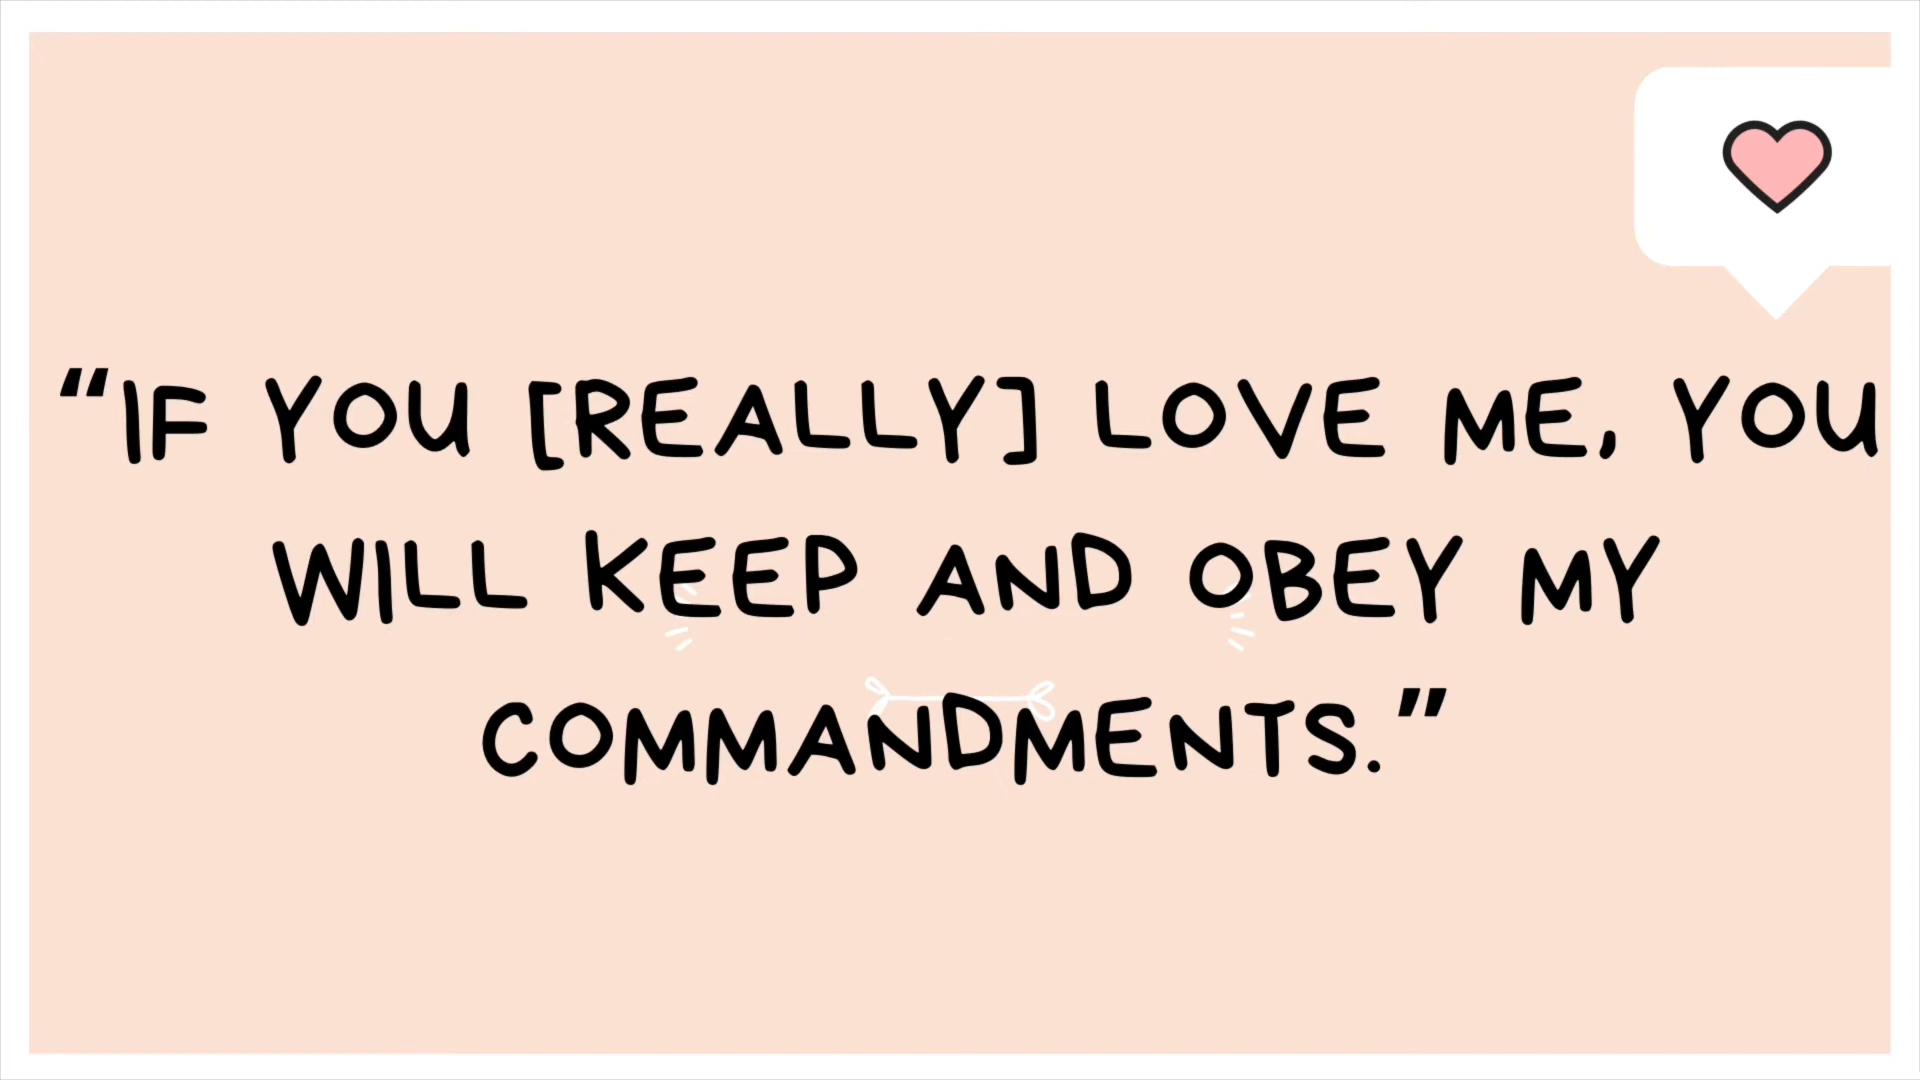 “IF YOU [REALLY] LOVE ME, YOU
WILL KEEP AND OBEY MY
COMMANDMENTS.”